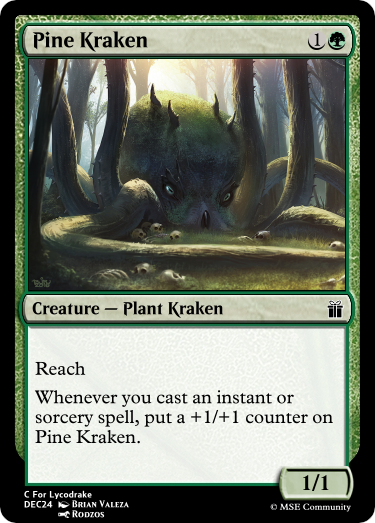 Pine Kraken 1
Creature — Plant Kraken
Reach
Whenever you cast an instant or
sorcery spell, put a +1/+1 counter on
Pine Kraken.
1/1
C For Lycodrake
DEC24 Brian Valeza
Rodzos
© MSE Community